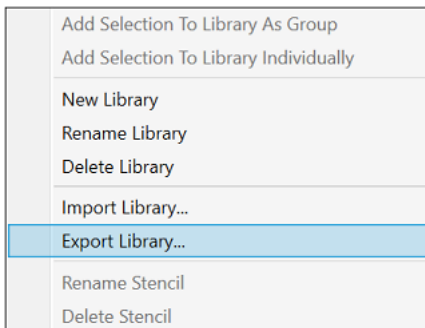 Add Selection To Library As Group
Add Selection To Library Individually
New Library
Rename Library
Delete Library
Import Library...
Export Library...
Rename Stencil
Delete Stencil